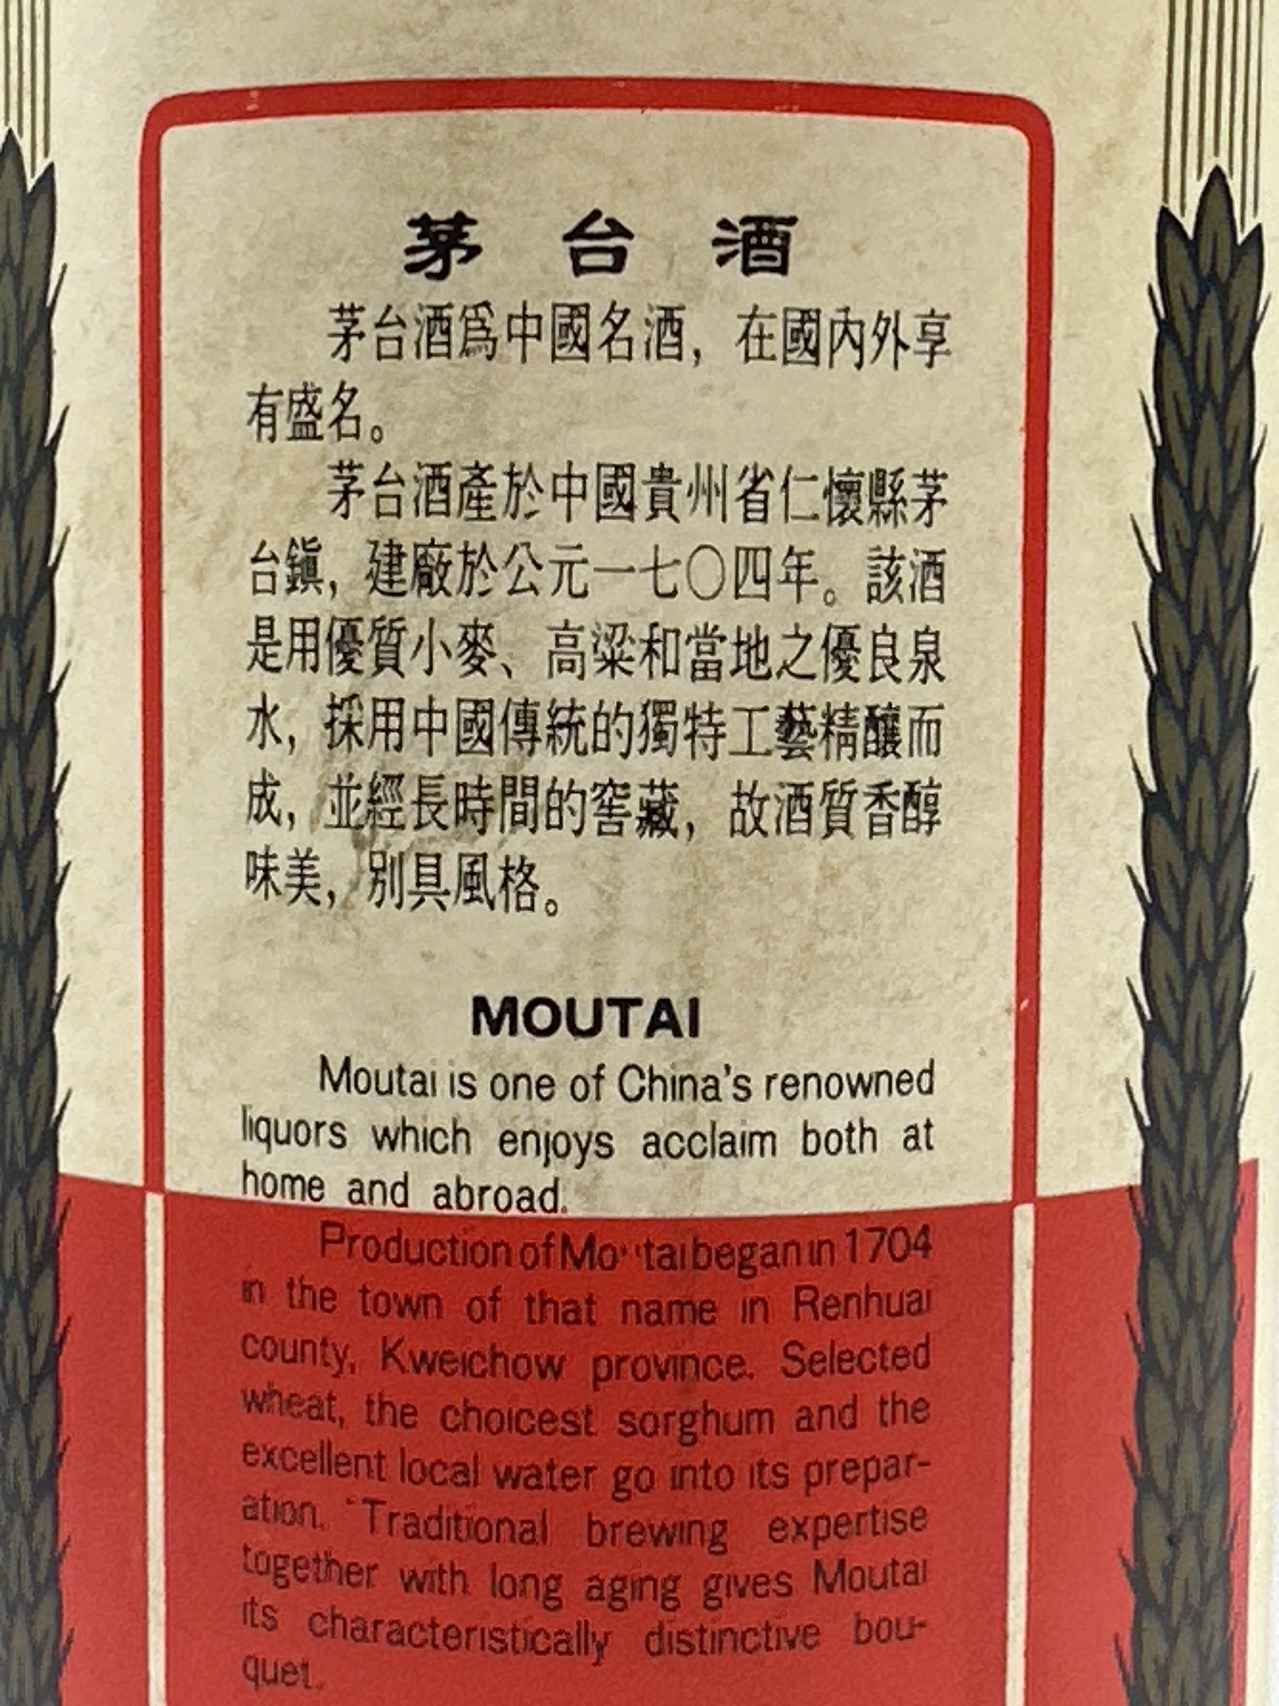 茅台酒
茅台酒爲中國名酒，在國內外享
有盛名。
茅台酒產於中國貴州省仁懷縣茅
台鎮，建廠於公元一七〇四年。該酒
是用優質小麥、高粱和當地之優良泉
水，採用中國傳統的獨特工藝精釀而
成，並經長時間的窖藏，故酒質香醇
味美，別具風格。
MOUTAI
Moutai is one of China's renowned
liquors which enjoys acclaim both at
home and abroad.
Production of Moutai began in 1704
in the town of that name in Renhuai
county, Kweichow province. Selected
wheat, the choicest sorghum and the
excellent local water go into its prepar-
ation. Traditional brewing expertise
together with long aging gives Moutai
its characteristically distinctive bou-
quet.